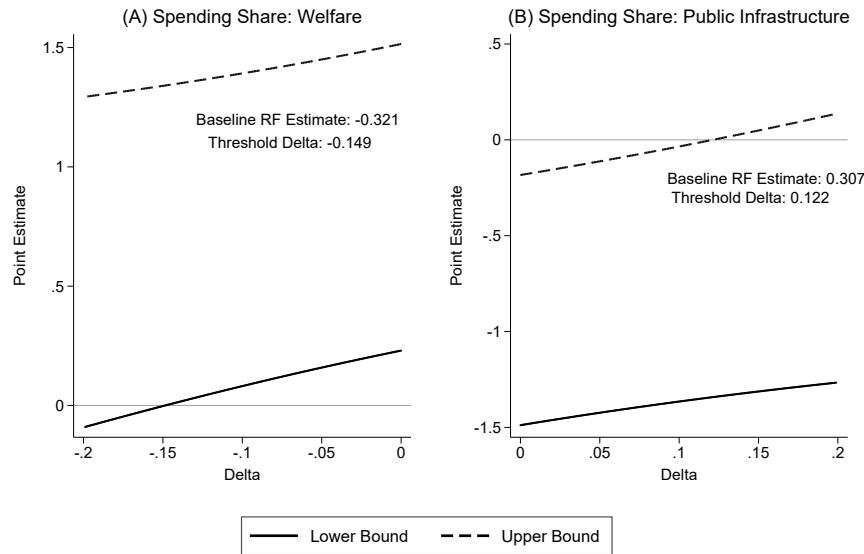 (A) Spending Share: Welfare
1.5
1
.5
0
Point Estimate
Baseline RF Estimate: -0.321
Threshold Delta: -0.149
-.2
-.15
-.1
-.05
0
Delta
(B) Spending Share: Public Infrastructure
.5
0
-.5
-1
-1.5
Point Estimate
Baseline RF Estimate: 0.307
Threshold Delta: 0.122
0
.05
.1
.15
.2
Delta
Lower Bound
Upper Bound